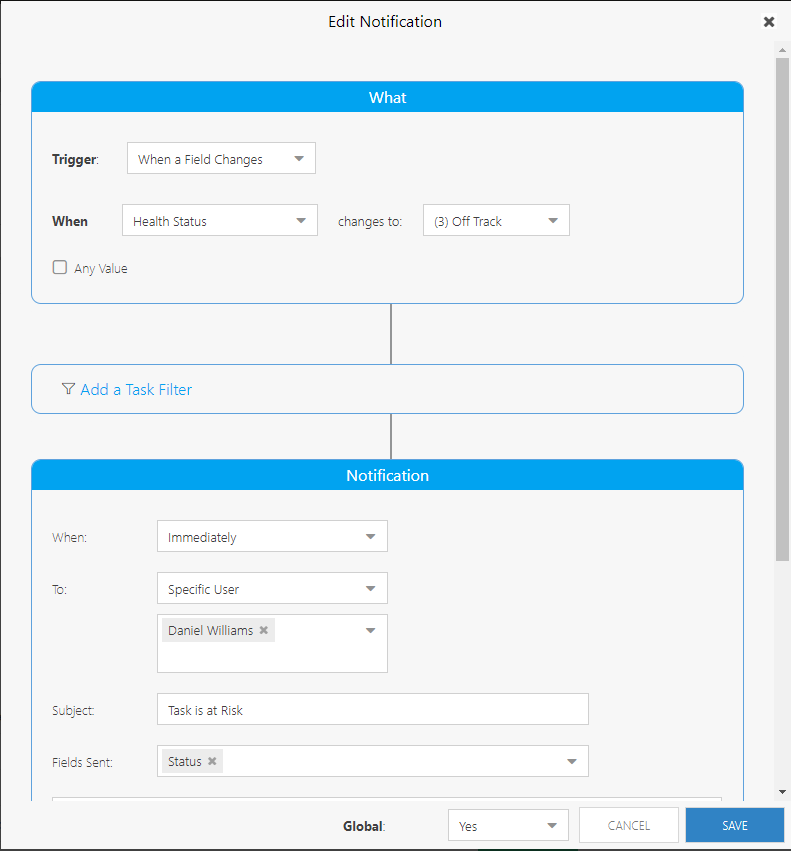 Edit Notification
What
Trigger: When a Field Changes
When Health Status changes to: (3) Off Track
Any Value
Add a Task Filter
Notification
When: Immediately
To: Specific User
Daniel Williams
Subject: Task is at Risk
Fields Sent: Status
Global: Yes CANCEL SAVE